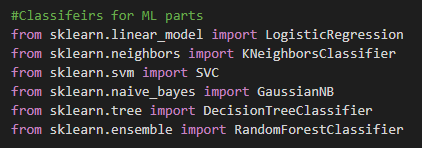 #Classifeirs for ML parts
from sklearn.linear_model import LogisticRegression
from sklearn.neighbors import KNeighborsClassifier
from sklearn.svm import SVC
from sklearn.naive_bayes import GaussianNB
from sklearn.tree import DecisionTreeClassifier
from sklearn.ensemble import RandomForestClassifier